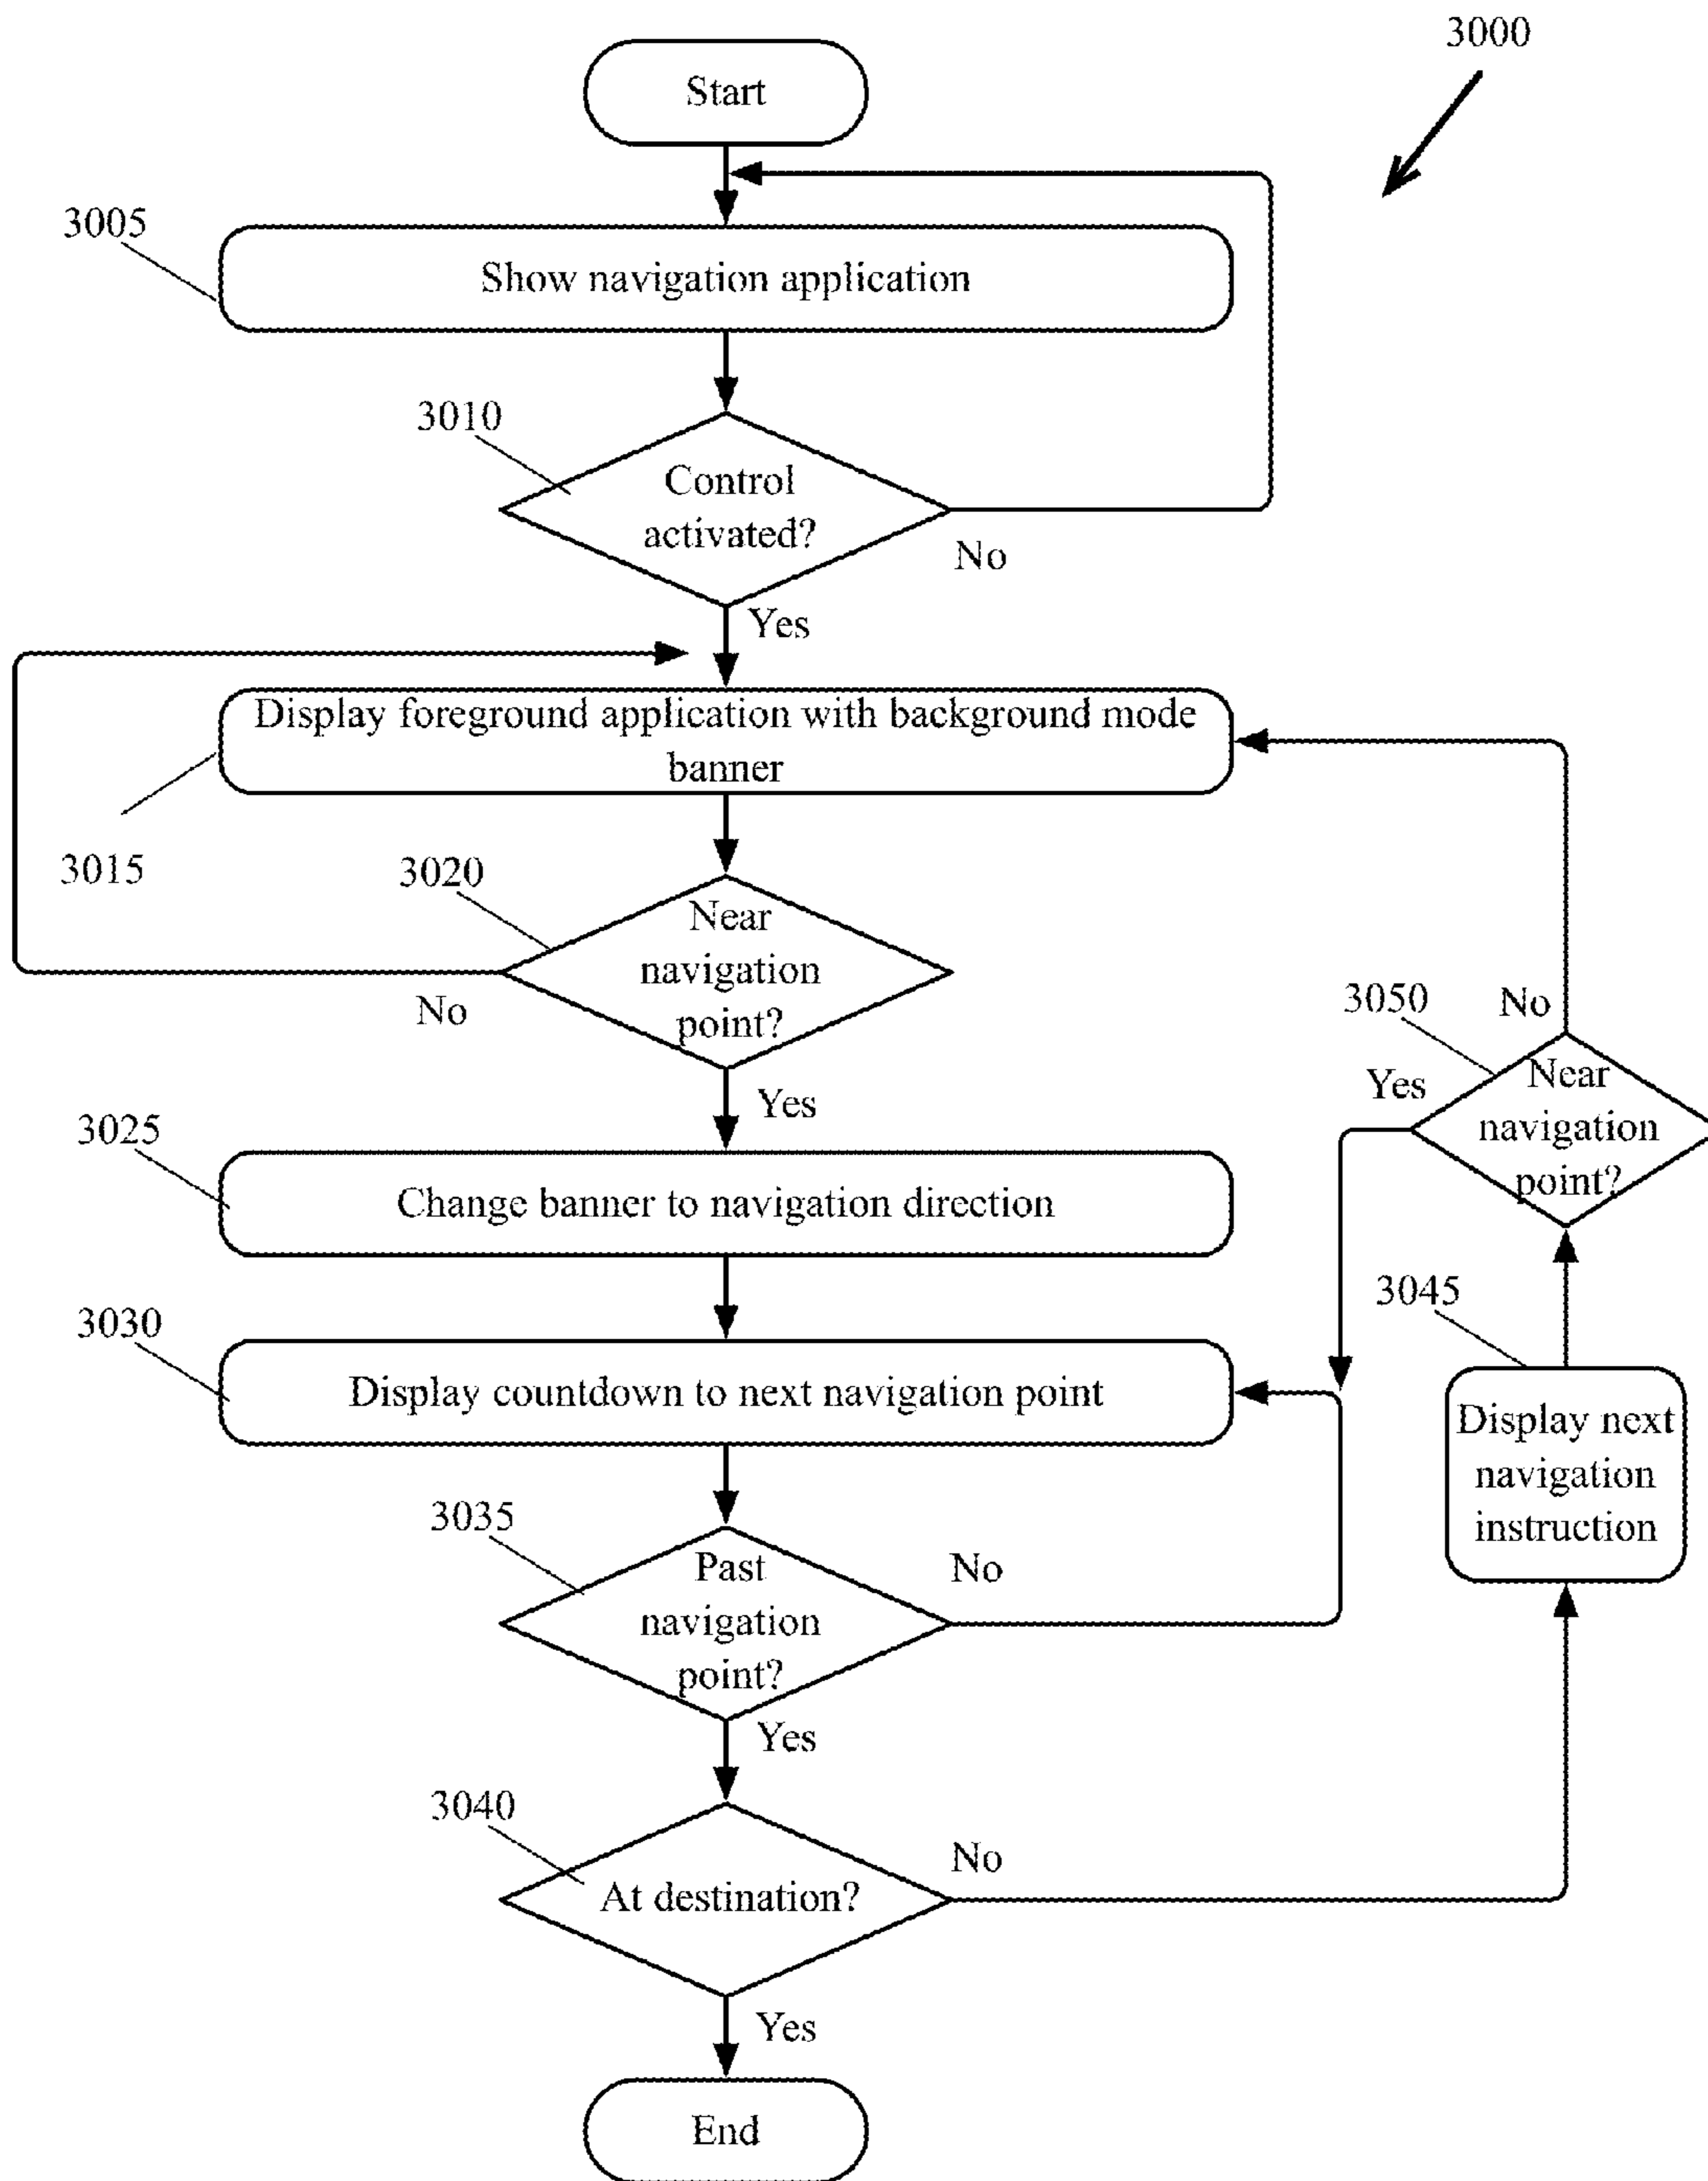 3000
Start
3005
Show navigation application
3010
Control
activated?
No
Yes
Display foreground application with background mode
banner
3015
3020
Near
navigation
point?
No
Yes
3050
No
Yes
Near
navigation
point?
3025
Change banner to navigation direction
3030
Display countdown to next navigation point
3045
Display next
navigation
instruction
3035
Past
navigation
point?
No
Yes
3040
At destination?
No
Yes
End